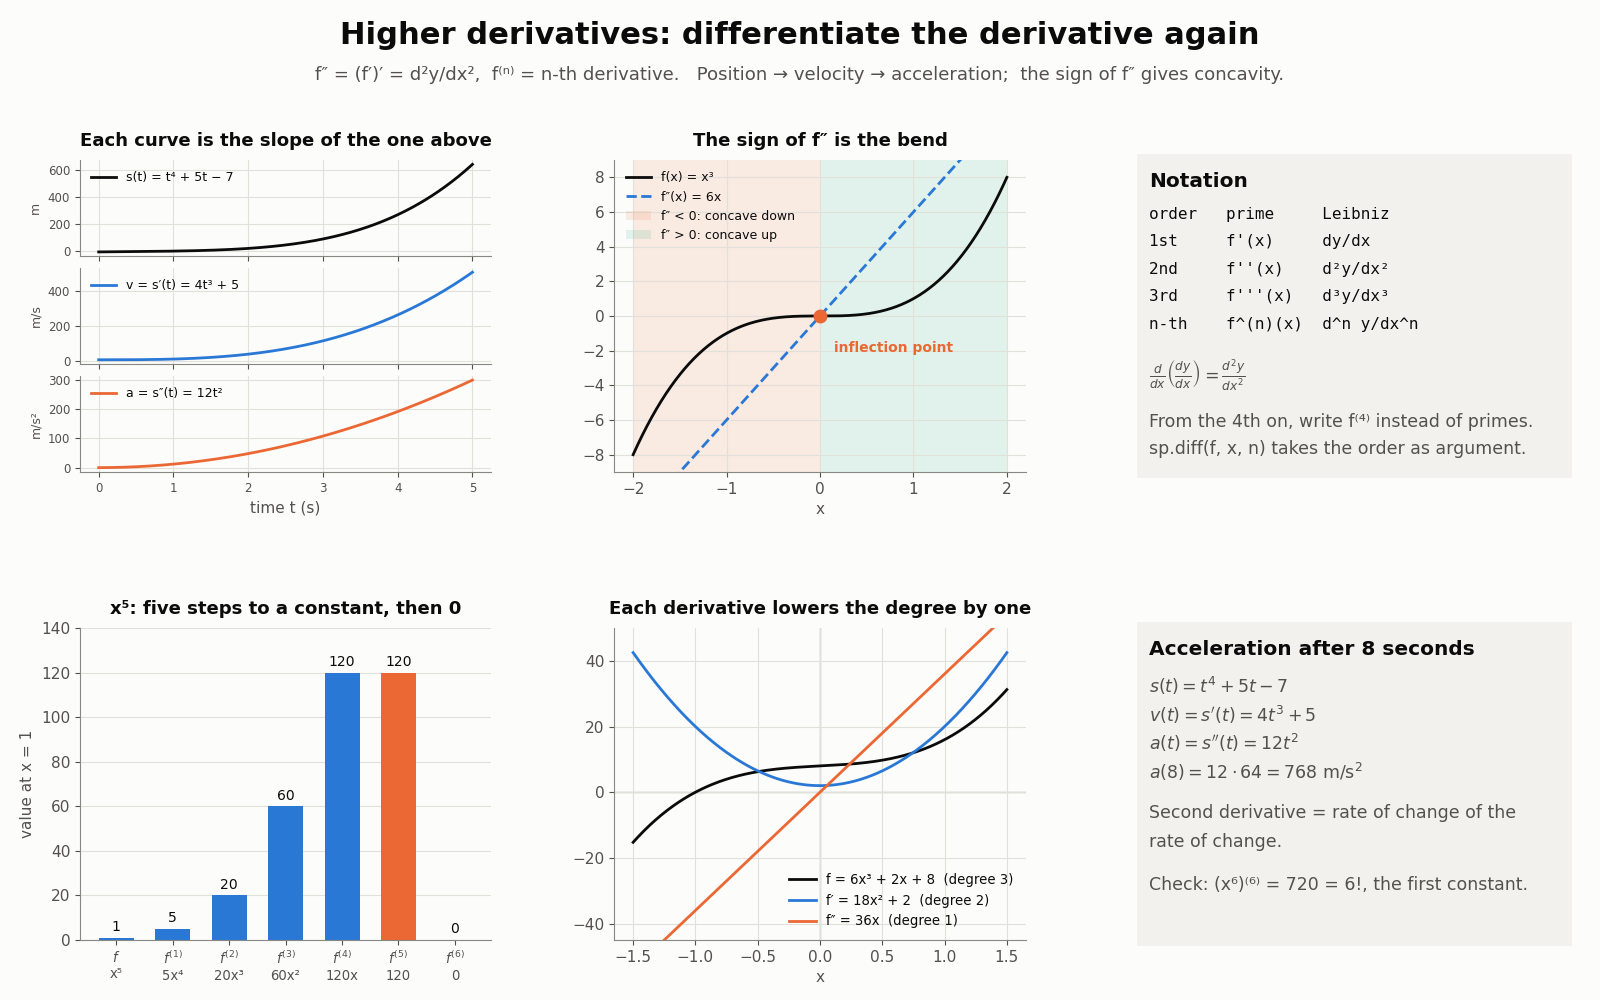 Higher derivatives: differentiate the derivative again
f″ = (f′)′ = d²y/dx², f⁽ⁿ⁾ = n-th derivative. Position → velocity → acceleration; the sign of f″ gives concavity.
Each curve is the slope of the one above
600
400
200
0
m
s(t) = t⁴ + 5t − 7
400
200
0
m/s
v = s′(t) = 4t³ + 5
300
200
100
0
m/s²
a = s″(t) = 12t²
0 1 2 3 4 5
time t (s)
The sign of f″ is the bend
8
6
4
2
0
−2
−4
−6
−8
f(x) = x³
f″(x) = 6x
f″ < 0: concave down
f″ > 0: concave up
inflection point
−2 −1 0 1 2
x
Notation
order prime Leibniz
1st f'(x) dy/dx
2nd f''(x) d²y/dx²
3rd f'''(x) d³y/dx³
n-th f^(n)(x) d^n y/dx^n
d/dx (dy/dx) = d²y/dx²
From the 4th on, write f⁽⁴⁾ instead of primes.
sp.diff(f, x, n) takes the order as argument.
x⁵: five steps to a constant, then 0
140
120
100
80
60
40
20
0
value at x = 1
1 5 20 60 120 120 0
f f⁽¹⁾ f⁽²⁾ f⁽³⁾ f⁽⁴⁾ f⁽⁵⁾ f⁽⁶⁾
x⁵ 5x⁴ 20x³ 60x² 120x 120 0
Each derivative lowers the degree by one
40
20
0
−20
−40
f = 6x³ + 2x + 8 (degree 3)
f′ = 18x² + 2 (degree 2)
f″ = 36x (degree 1)
−1.5 −1.0 −0.5 0.0 0.5 1.0 1.5
x
Acceleration after 8 seconds
s(t) = t⁴ + 5t − 7
v(t) = s′(t) = 4t³ + 5
a(t) = s″(t) = 12t²
a(8) = 12 · 64 = 768 m/s²
Second derivative = rate of change of the
rate of change.
Check: (x⁶)⁽⁶⁾ = 720 = 6!, the first constant.